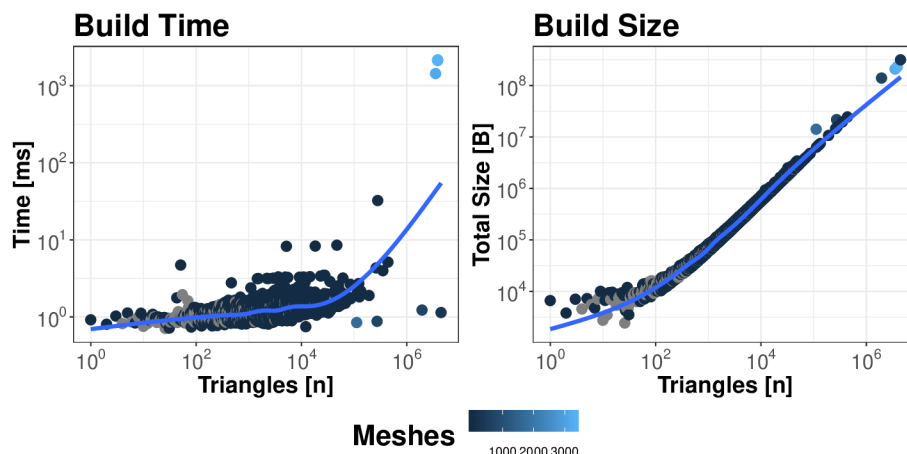 Build Time
Time [ms]
10^3
10^2
10^1
10^0
10^0 10^2 10^4 10^6
Triangles [n]
Build Size
Total Size [B]
10^8
10^7
10^6
10^5
10^4
10^0 10^2 10^4 10^6
Triangles [n]
Meshes
1000 2000 3000